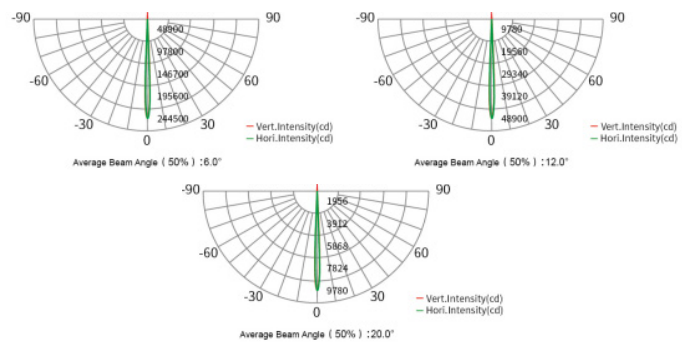 -90 90
48900
97800
-60 146700 60
195600
-30 30
244500
0
Vert.Intensity(cd)
Hori.Intensity(cd)
Average Beam Angle ( 50% ) :6.0°
-90 90
9780
19560
-60 29340 60
39120
-30 30
48900
0
Vert.Intensity(cd)
Hori.Intensity(cd)
Average Beam Angle ( 50% ) :12.0°
-90 90
1956
3912
-60 5868 60
7824
-30 30
9780
0
Vert.Intensity(cd)
Hori.Intensity(cd)
Average Beam Angle ( 50% ) :20.0°